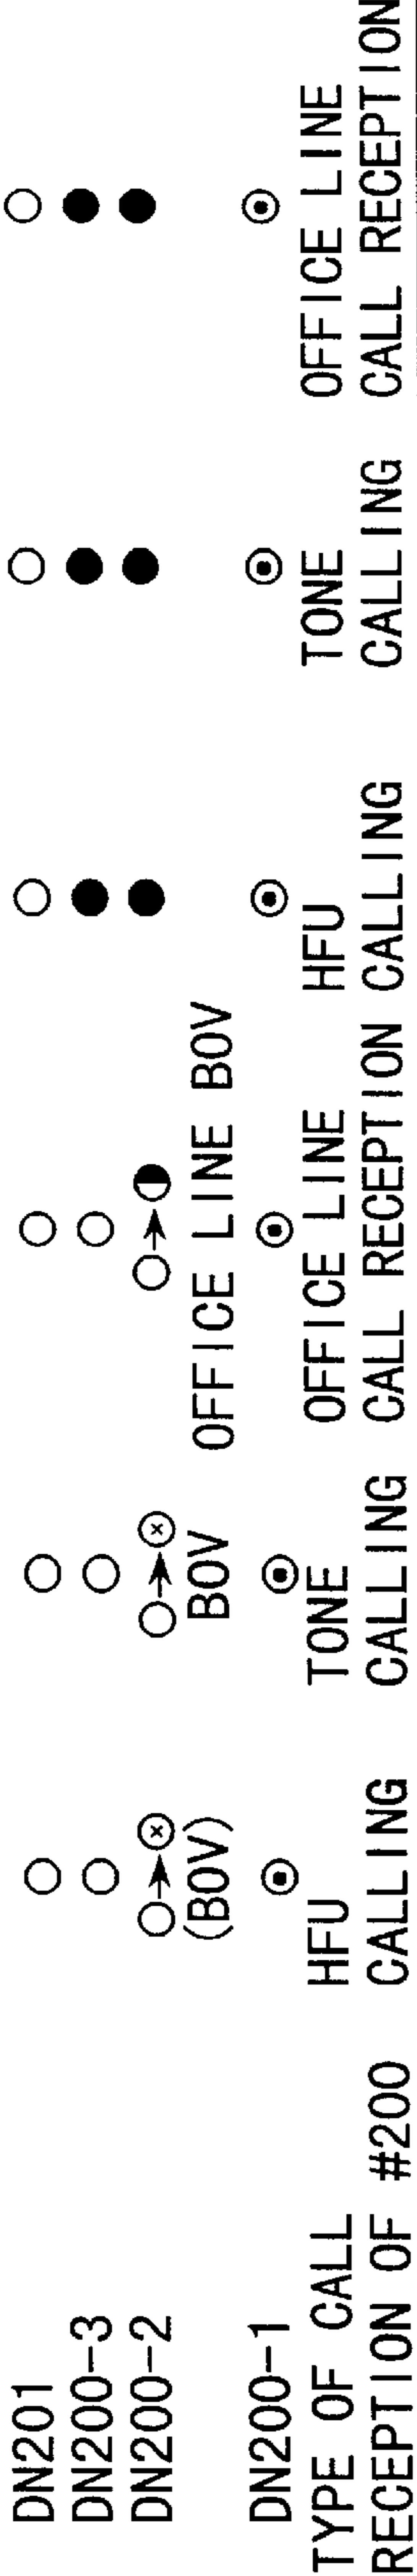 DN201
DN200-3
DN200-2
(BOV)
BOV
OFFICE LINE BOV
DN200-1
TYPE OF CALL
RECEPTION OF #200
HFU
CALLING
TONE
CALLING
OFFICE LINE
CALL RECEPTION
HFU
CALLING
TONE
CALLING
OFFICE LINE
CALL RECEPTION